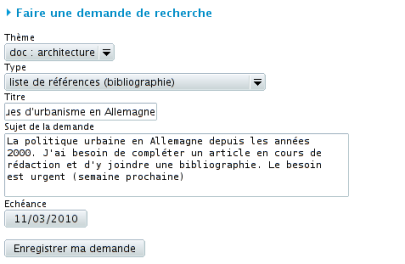 Faire une demande de recherche
Thème
doc : architecture
Type
liste de références (bibliographie)
Titre
ues d'urbanisme en Allemagne
Sujet de la demande
La politique urbaine en Allemagne depuis les années
2000. J'ai besoin de compléter un article en cours de
rédaction et d'y joindre une bibliographie. Le besoin
est urgent (semaine prochaine)
Echéance
11/03/2010
Enregistrer ma demande